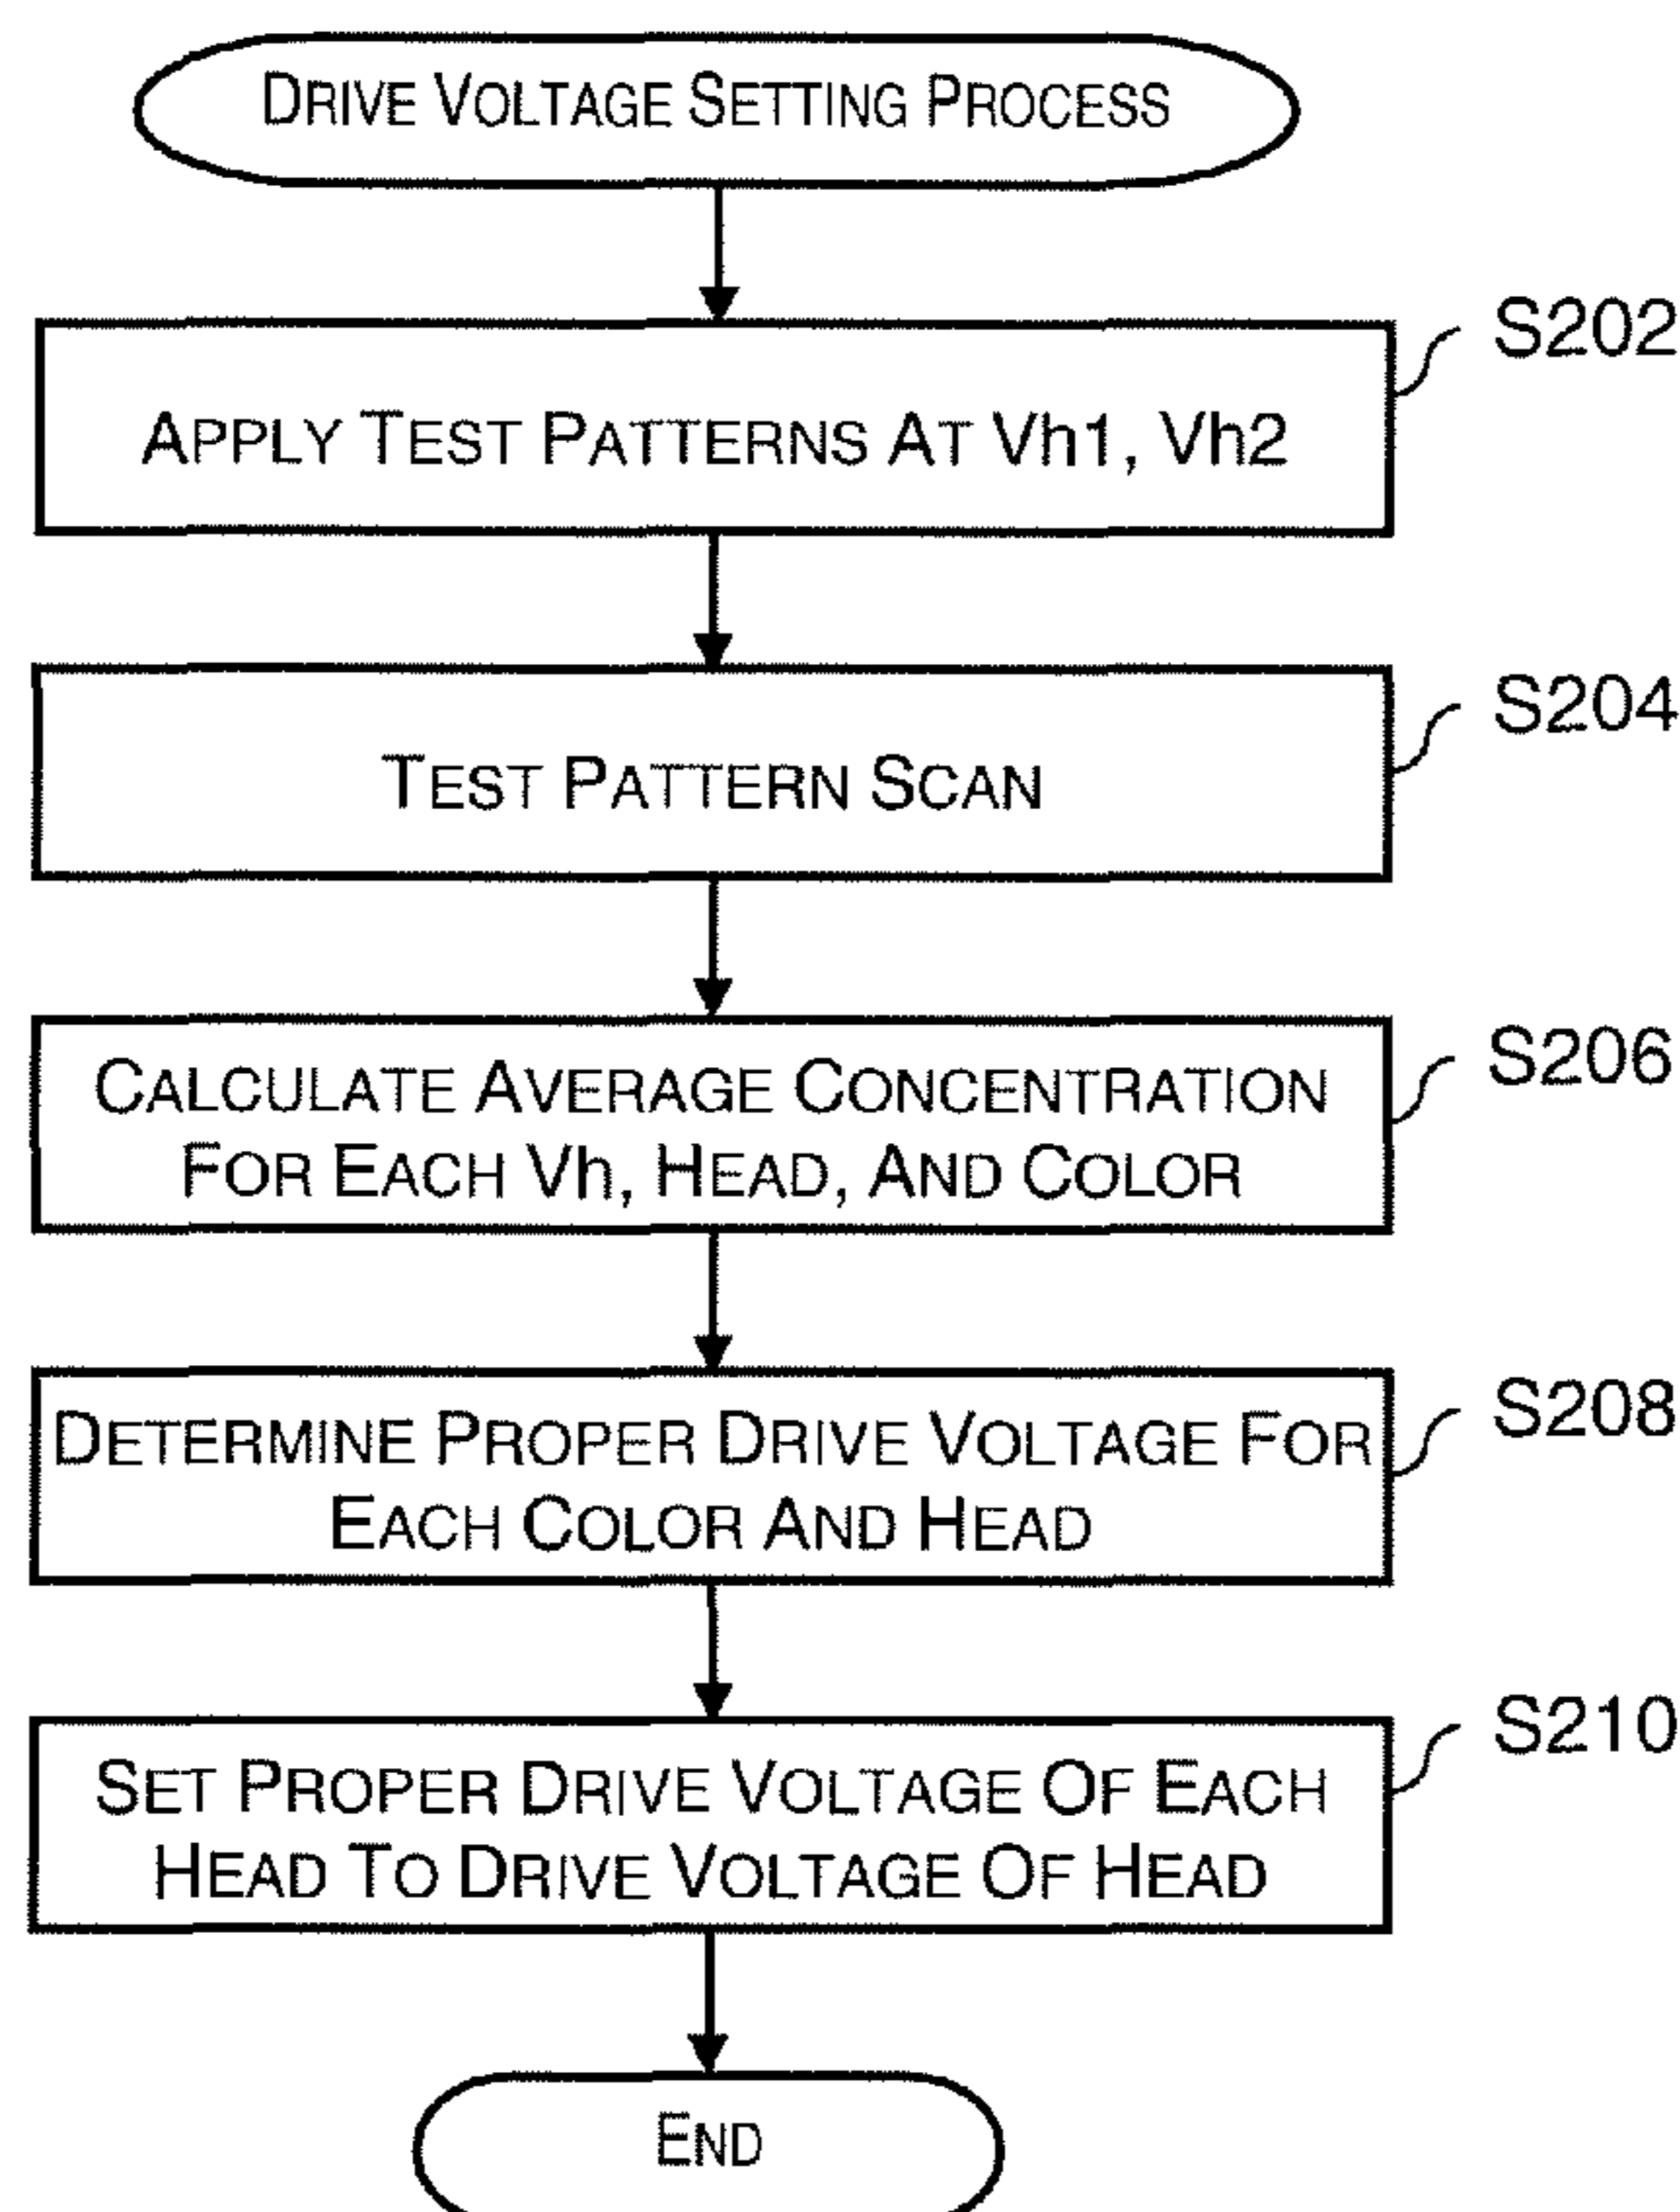 DRIVE VOLTAGE SETTING PROCESS
S202
APPLY TEST PATTERNS AT Vh1, Vh2
S204
TEST PATTERN SCAN
S206
CALCULATE AVERAGE CONCENTRATION
FOR EACH Vh, HEAD, AND COLOR
S208
DETERMINE PROPER DRIVE VOLTAGE FOR
EACH COLOR AND HEAD
S210
SET PROPER DRIVE VOLTAGE OF EACH
HEAD TO DRIVE VOLTAGE OF HEAD
END